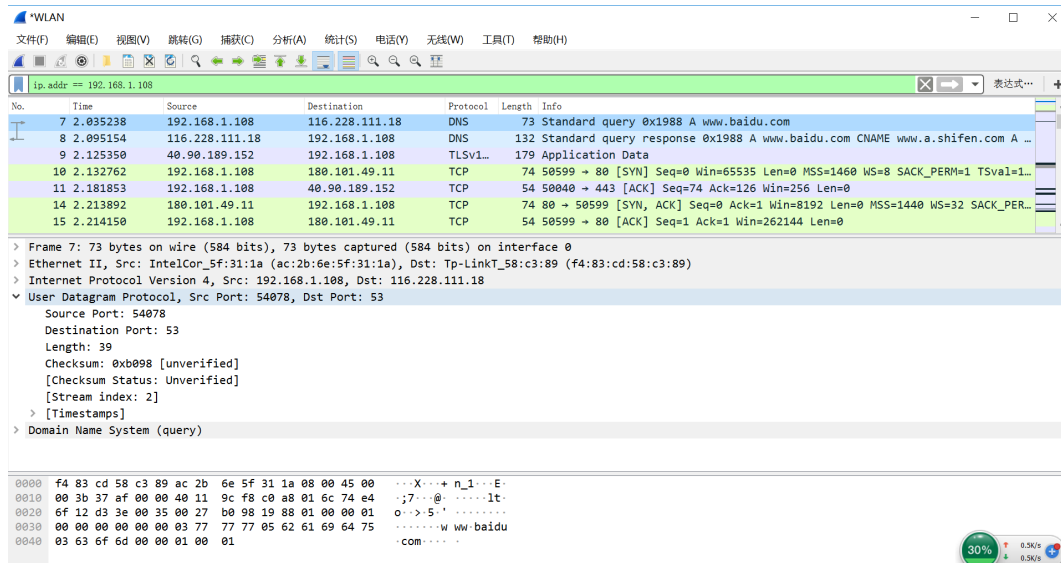 *WLAN
文件(F) 编辑(E) 视图(V) 跳转(G) 捕获(C) 分析(A) 统计(S) 电话(Y) 无线(W) 工具(T) 帮助(H)
ip.addr == 192.168.1.108 表达式…
No. Time Source Destination Protocol Length Info
7 2.035238 192.168.1.108 116.228.111.18 DNS 73 Standard query 0x1988 A www.baidu.com
8 2.095154 116.228.111.18 192.168.1.108 DNS 132 Standard query response 0x1988 A www.baidu.com CNAME www.a.shifen.com A …
9 2.125350 40.90.189.152 192.168.1.108 TLSv1… 179 Application Data
10 2.132762 192.168.1.108 180.101.49.11 TCP 74 50599 → 80 [SYN] Seq=0 Win=65535 Len=0 MSS=1460 WS=8 SACK_PERM=1 TSval=1…
11 2.181853 192.168.1.108 40.90.189.152 TCP 54 50040 → 443 [ACK] Seq=74 Ack=126 Win=256 Len=0
14 2.213892 180.101.49.11 192.168.1.108 TCP 74 80 → 50599 [SYN, ACK] Seq=0 Ack=1 Win=8192 Len=0 MSS=1440 WS=32 SACK_PER…
15 2.214150 192.168.1.108 180.101.49.11 TCP 54 50599 → 80 [ACK] Seq=1 Ack=1 Win=262144 Len=0
Frame 7: 73 bytes on wire (584 bits), 73 bytes captured (584 bits) on interface 0
Ethernet II, Src: IntelCor_5f:31:1a (ac:2b:6e:5f:31:1a), Dst: Tp-LinkT_58:c3:89 (f4:83:cd:58:c3:89)
Internet Protocol Version 4, Src: 192.168.1.108, Dst: 116.228.111.18
User Datagram Protocol, Src Port: 54078, Dst Port: 53
Source Port: 54078
Destination Port: 53
Length: 39
Checksum: 0xb098 [unverified]
[Checksum Status: Unverified]
[Stream index: 2]
[Timestamps]
Domain Name System (query)
0000 f4 83 cd 58 c3 89 ac 2b 6e 5f 31 1a 08 00 45 00 ···X···+ n_1···E·
0010 00 3b 37 af 00 00 40 11 9c f8 c0 a8 01 6c 74 e4 ·;7···@· ·····lt·
0020 6f 12 d3 3e 00 35 00 27 b0 98 19 88 01 00 00 01 o··>·5·' ········
0030 00 00 00 00 00 00 03 77 77 77 05 62 61 69 64 75 ·······w ww·baidu
0040 03 63 6f 6d 00 00 01 00 01 ·com···· ·
30% 0.5K/s
0.5K/s